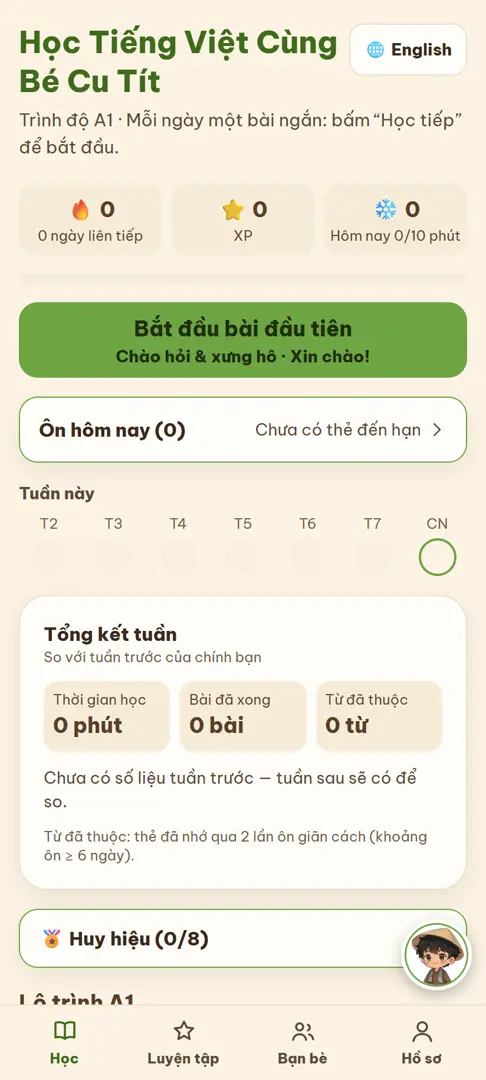 Học Tiếng Việt Cùng
Bé Cu Tít
English
Trình độ A1 · Mỗi ngày một bài ngắn: bấm “Học tiếp”
để bắt đầu.
0
0 ngày liên tiếp
0
XP
0
Hôm nay 0/10 phút
Bắt đầu bài đầu tiên
Chào hỏi & xưng hô · Xin chào!
Ôn hôm nay (0)
Chưa có thẻ đến hạn
Tuần này
T2 T3 T4 T5 T6 T7 CN
Tổng kết tuần
So với tuần trước của chính bạn
Thời gian học
0 phút
Bài đã xong
0 bài
Từ đã thuộc
0 từ
Chưa có số liệu tuần trước — tuần sau sẽ có để
so.
Từ đã thuộc: thẻ đã nhớ qua 2 lần ôn giãn cách (khoảng
ôn ≥ 6 ngày).
Huy hiệu (0/8)
Lộ trình A1
Học
Luyện tập
Bạn bè
Hồ sơ